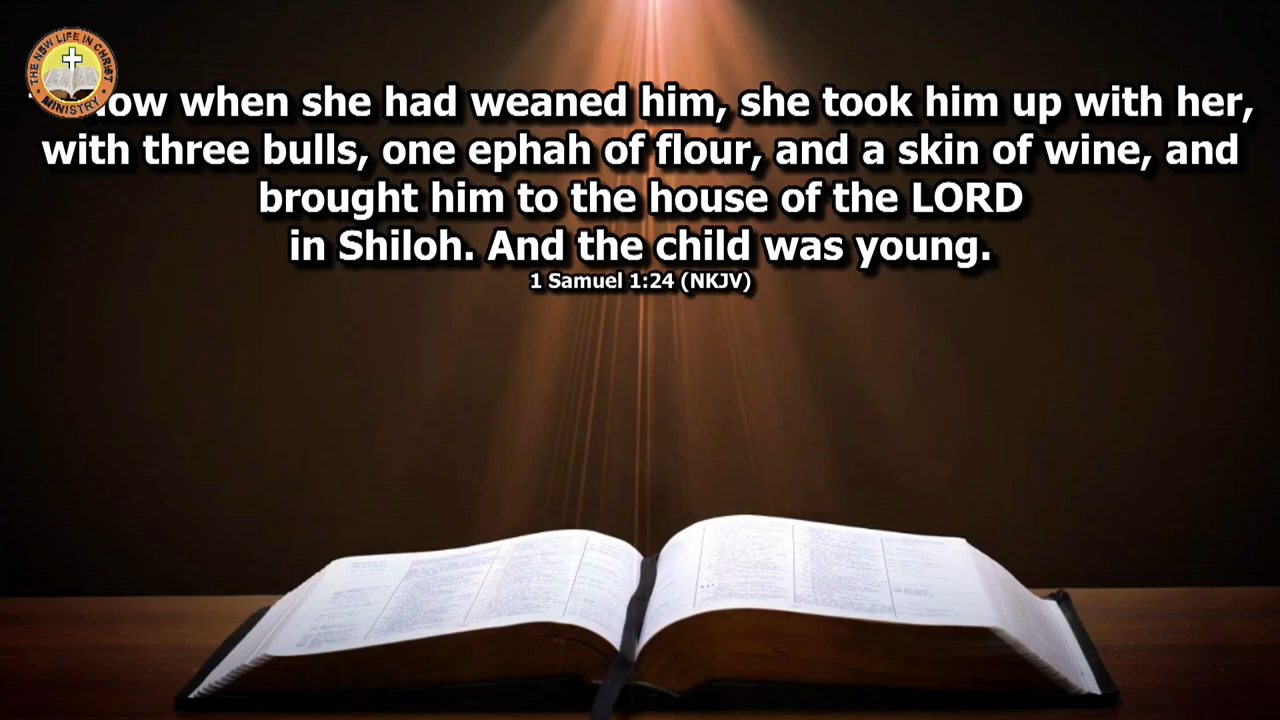 THE NEW LIFE IN CHRIST
MINISTRY
now when she had weaned him, she took him up with her,
with three bulls, one ephah of flour, and a skin of wine, and
brought him to the house of the LORD
in Shiloh. And the child was young.
1 Samuel 1:24 (NKJV)